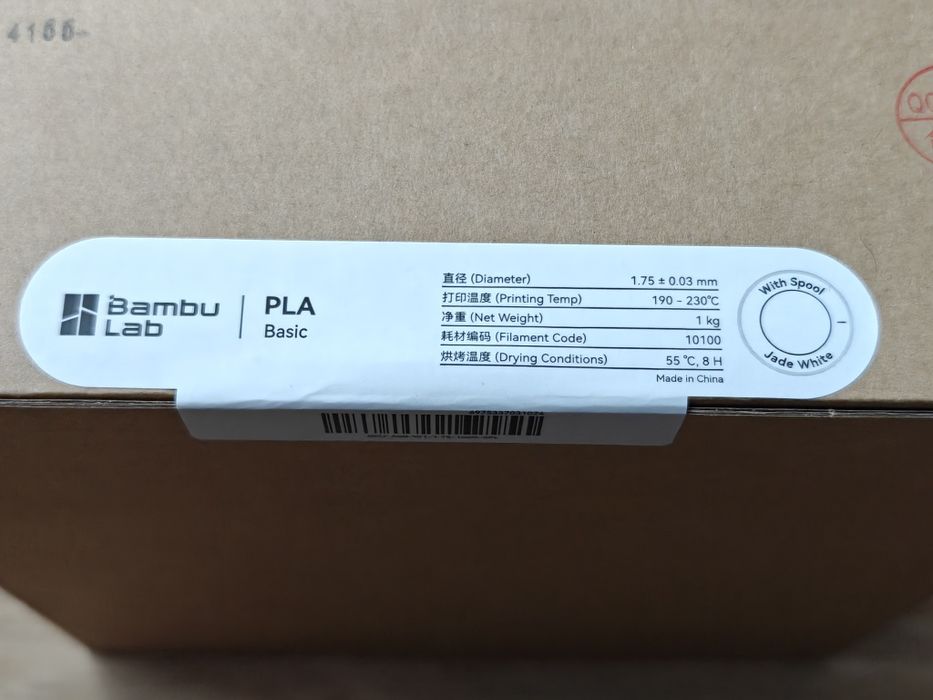 Bambu
Lab
PLA
Basic
直径 (Diameter) 1.75 ± 0.03 mm
打印温度 (Printing Temp) 190 - 230℃
净重 (Net Weight) 1 kg
耗材编码 (Filament Code) 10100
烘烤温度 (Drying Conditions) 55 ℃, 8 H
Made in China
With Spool
Jade White